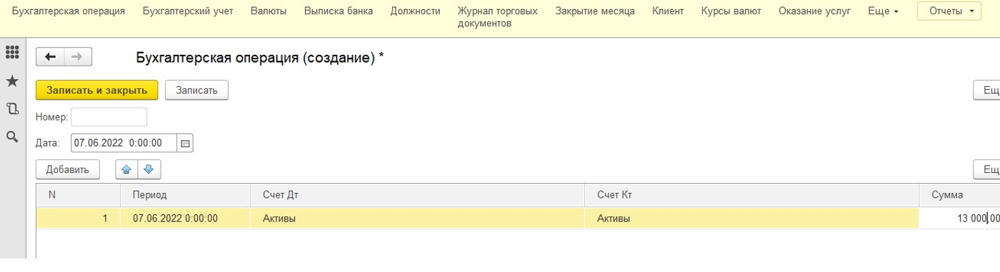 Бухгалтерская операция Бухгалтерский учет Валюты Выписка банка Должности Журнал торговых документов Закрытие месяца Клиент Курсы валют Оказание услуг Еще Отчеты
Бухгалтерская операция (создание) *
Записать и закрыть Записать Ещ
Номер:
Дата: 07.06.2022 0:00:00
Добавить Ещ
N Период Счет Дт Счет Кт Сумма
1 07.06.2022 0:00:00 Активы Активы 13 000,00